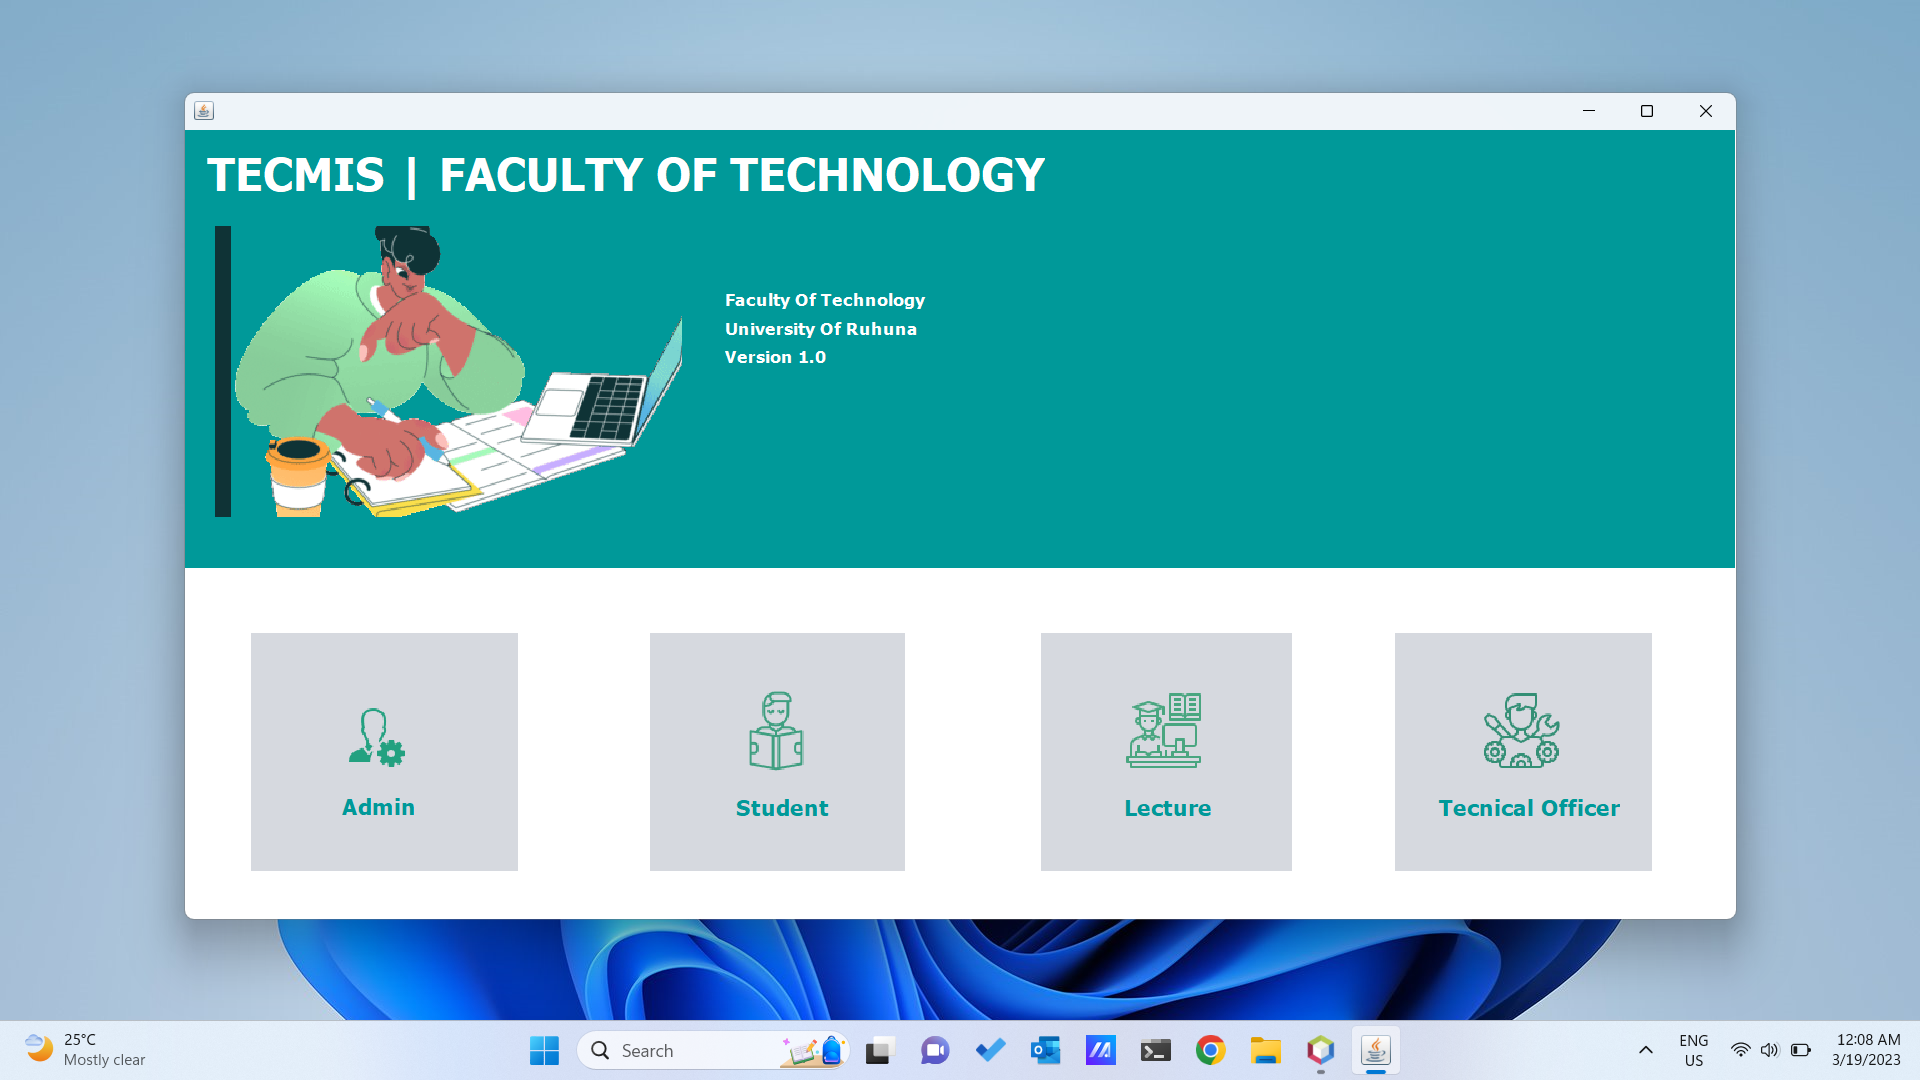 TECMIS | FACULTY OF TECHNOLOGY
Faculty Of Technology
University Of Ruhuna
Version 1.0
Admin
Student
Lecture
Tecnical Officer
25°C
Mostly clear
Search
ENG
US
12:08 AM
3/19/2023